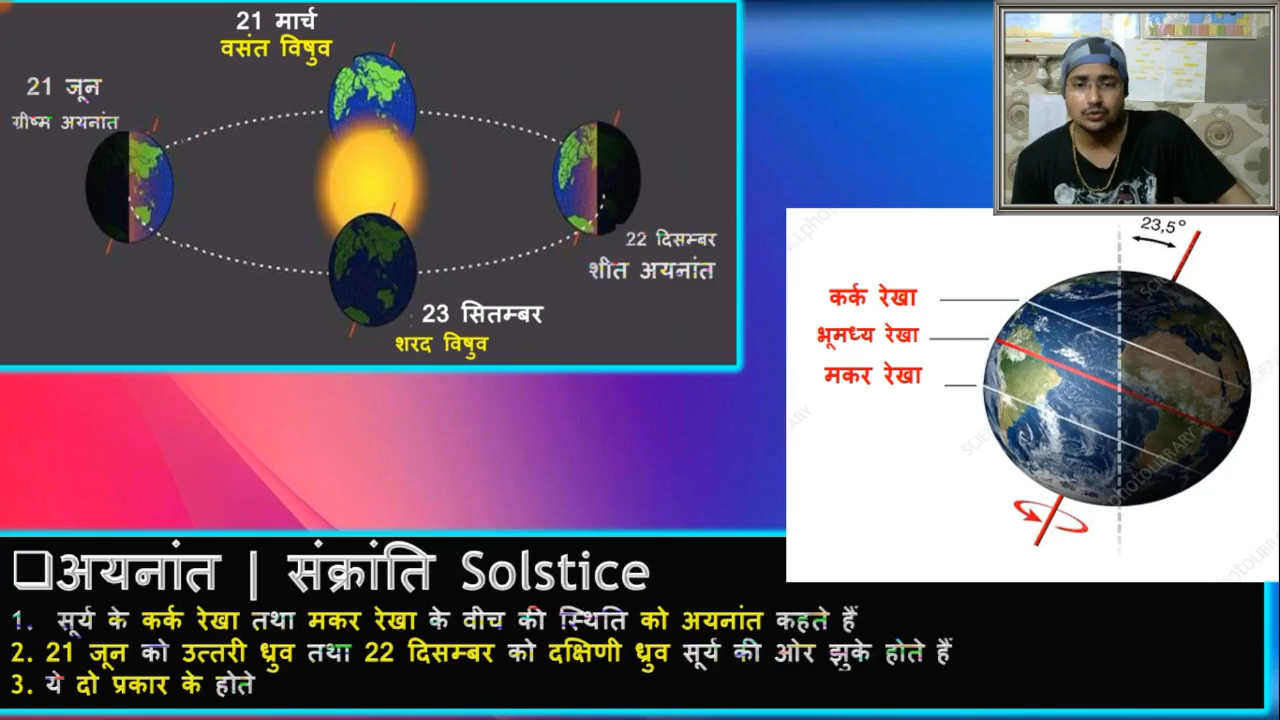 21 मार्च
वसंत विषुव
21 जून
ग्रीष्म अयनांत
22 दिसम्बर
शीत अयनांत
23 सितम्बर
शरद विषुव
23,5°
कर्क रेखा
भूमध्य रेखा
मकर रेखा
❑अयनांत | संक्रांति Solstice
1. सूर्य के कर्क रेखा तथा मकर रेखा के वीच की स्थिति को अयनांत कहते हैं
2. 21 जून को उत्तरी ध्रुव तथा 22 दिसम्बर को दक्षिणी ध्रुव सूर्य की ओर झुके होते हैं
3. ये दो प्रकार के होते